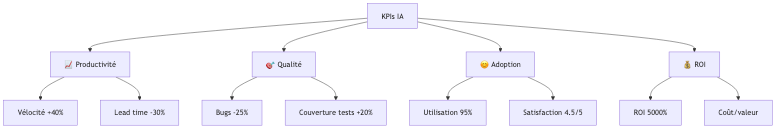 KPIs IA
📈 Productivité
🎯 Qualité
😊 Adoption
💰 ROI
Vélocité +40%
Lead time -30%
Bugs -25%
Couverture tests +20%
Utilisation 95%
Satisfaction 4.5/5
ROI 5000%
Coût/valeur